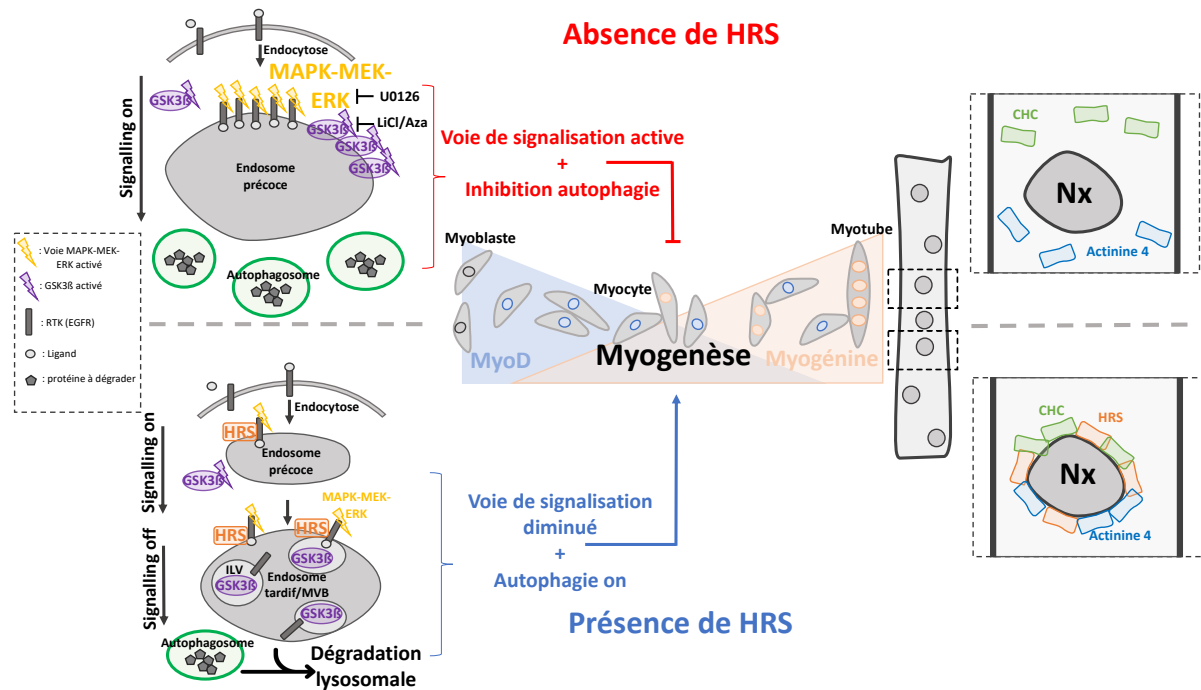 Absence de HRS
Endocytose
MAPK-MEK-
ERK
U0126
LiCl/Aza
GSK3ß
GSK3ß
GSK3ß
GSK3ß
Signalling on
Endosome
précoce
Autophagosome
Voie de signalisation active
+
Inhibition autophagie
: Voie MAPK-MEK-
ERK activé
: GSK3ß activé
: RTK (EGFR)
: Ligand
: protéine à dégrader
Myoblaste
Myocyte
Myotube
MyoD
Myogenèse
Myogénine
CHC
Nx
Actinine 4
Endocytose
HRS
Endosome
précoce
GSK3ß
Signalling on
MAPK-MEK-
ERK
HRS
HRS
GSK3ß
ILV
GSK3ß
Endosome
tardif/MVB
GSK3ß
Signalling off
Autophagosome
Dégradation
lysosomale
Voie de signalisation
diminué
+
Autophagie on
Présence de HRS
CHC
HRS
Nx
Actinine 4